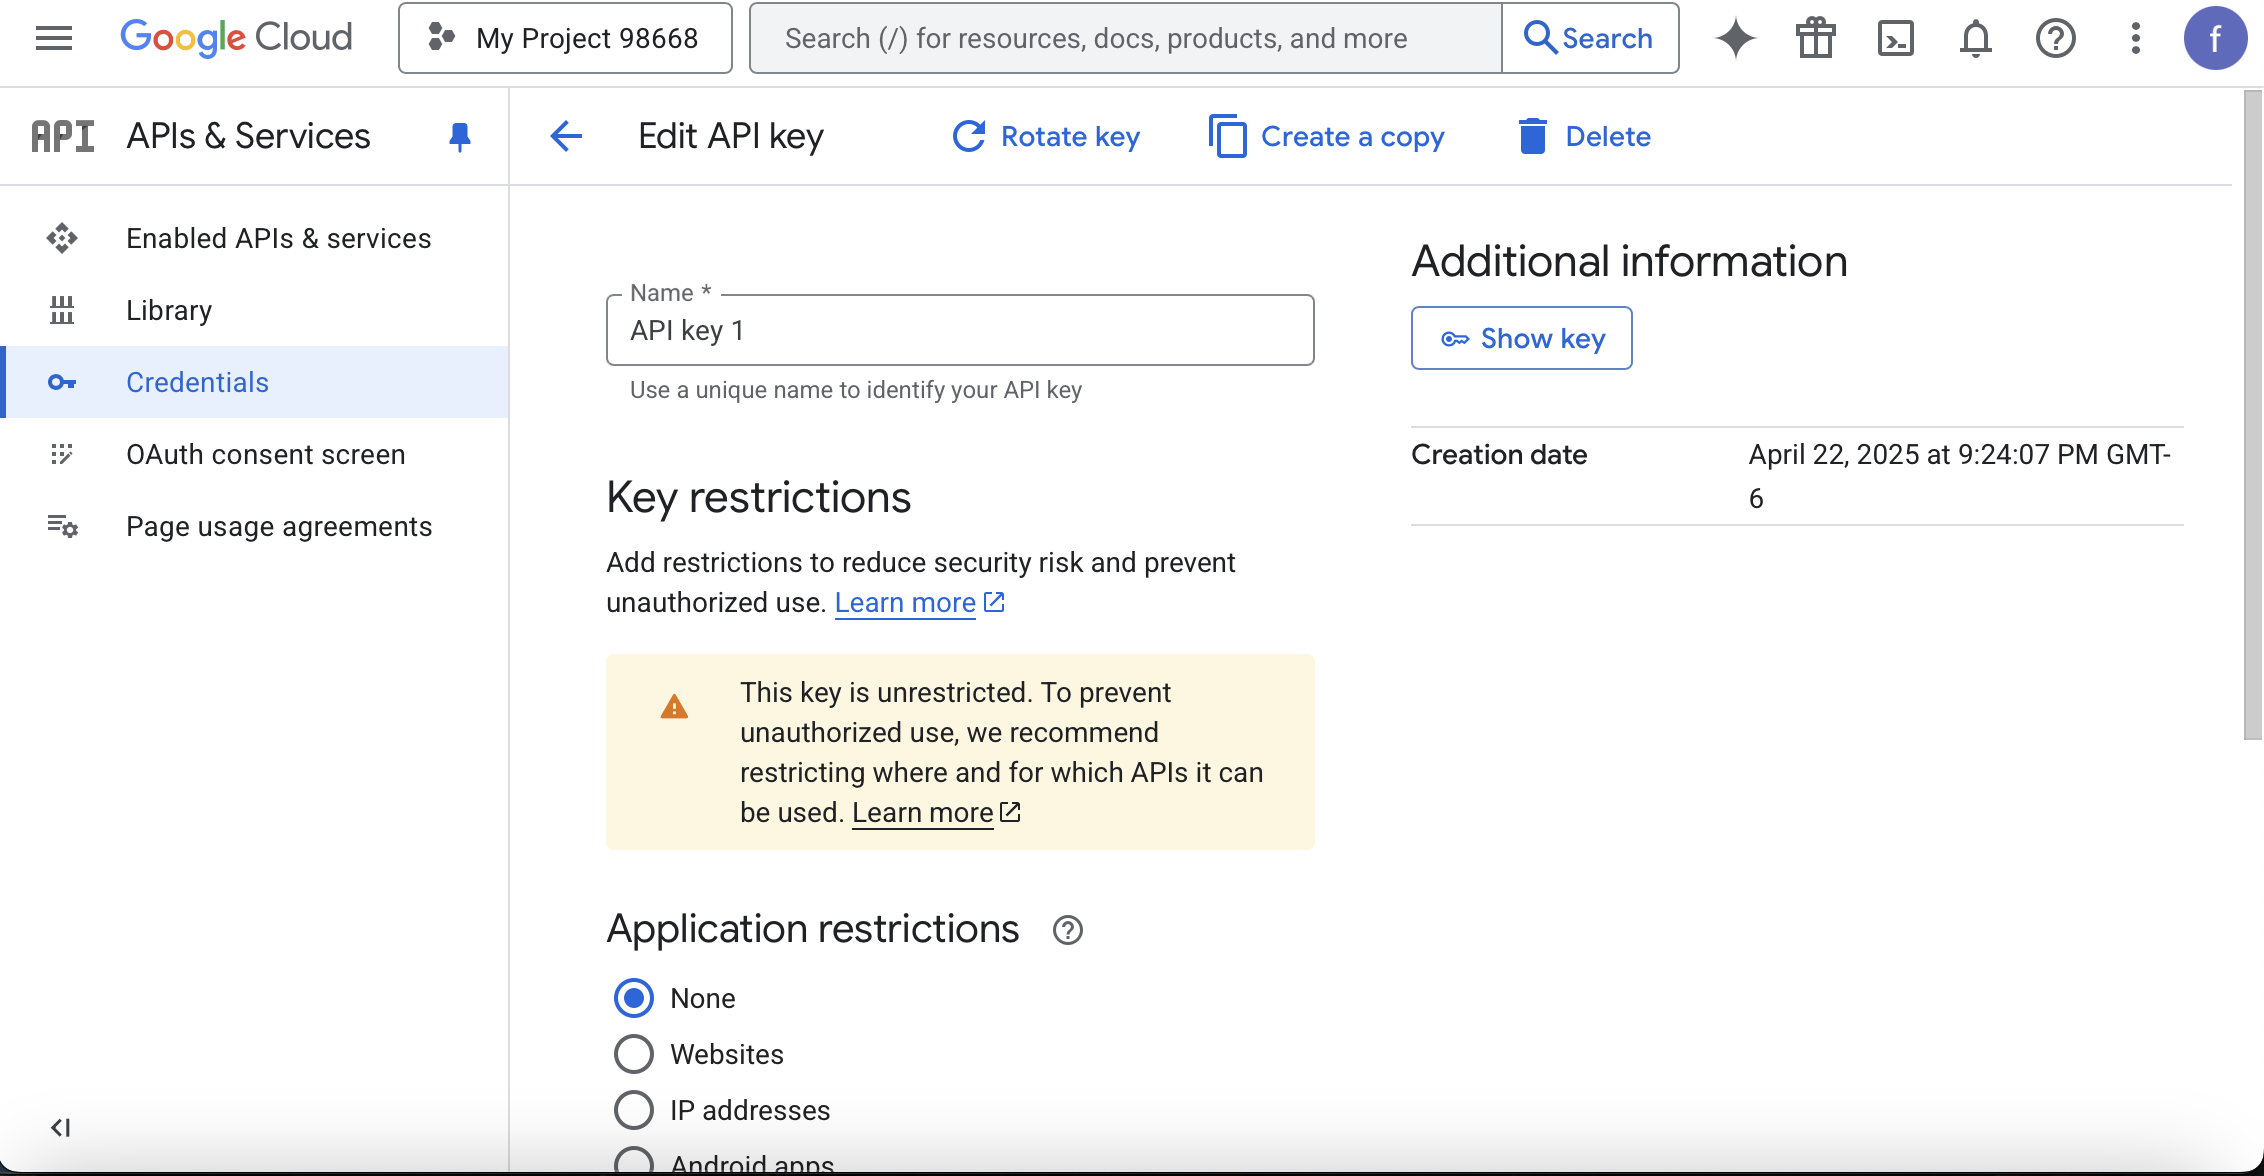 Google Cloud
My Project 98668
Search (/) for resources, docs, products, and more
Search
f
API
APIs & Services
Edit API key
Rotate key
Create a copy
Delete
Enabled APIs & services
Library
Credentials
OAuth consent screen
Page usage agreements
Name *
API key 1
Use a unique name to identify your API key
Key restrictions
Add restrictions to reduce security risk and prevent
unauthorized use. Learn more
This key is unrestricted. To prevent
unauthorized use, we recommend
restricting where and for which APIs it can
be used. Learn more
Application restrictions
None
Websites
IP addresses
Android apps
Additional information
Show key
Creation date
April 22, 2025 at 9:24:07 PM GMT-
6